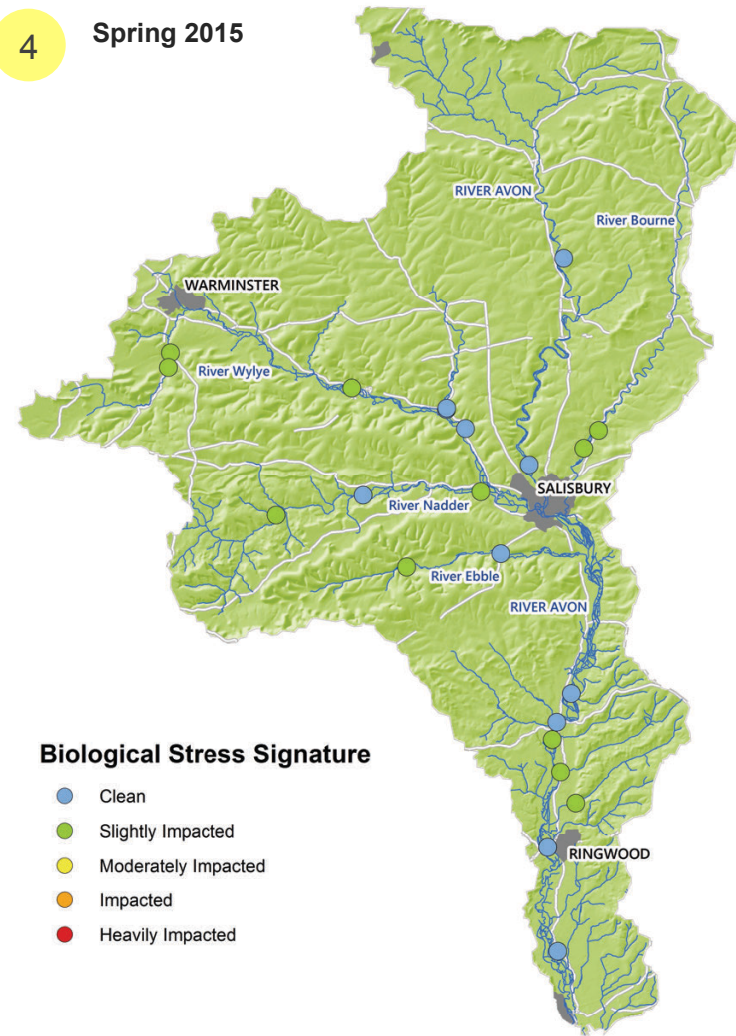 4
Spring 2015
RIVER AVON
River Bourne
WARMINSTER
River Wylye
SALISBURY
River Nadder
River Ebble
RIVER AVON
Biological Stress Signature
Clean
Slightly Impacted
Moderately Impacted
RINGWOOD
Impacted
Heavily Impacted